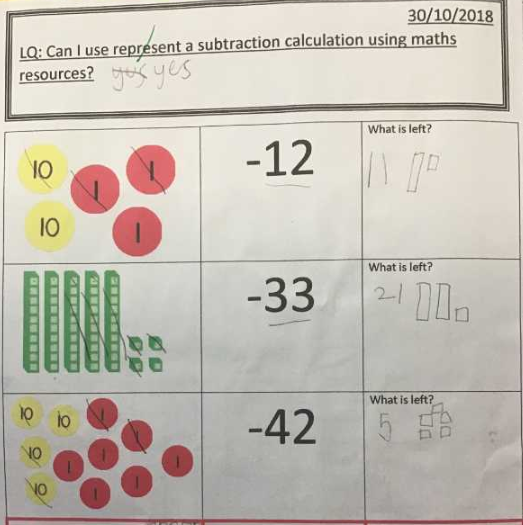 30/10/2018
LQ: Can I use represent a subtraction calculation using maths
resources? yes
What is left?
10 1 1
-12
11
10 1
What is left?
-33
21
What is left?
10 10 1 1
-42
5
10 1 1 1
10 1 1